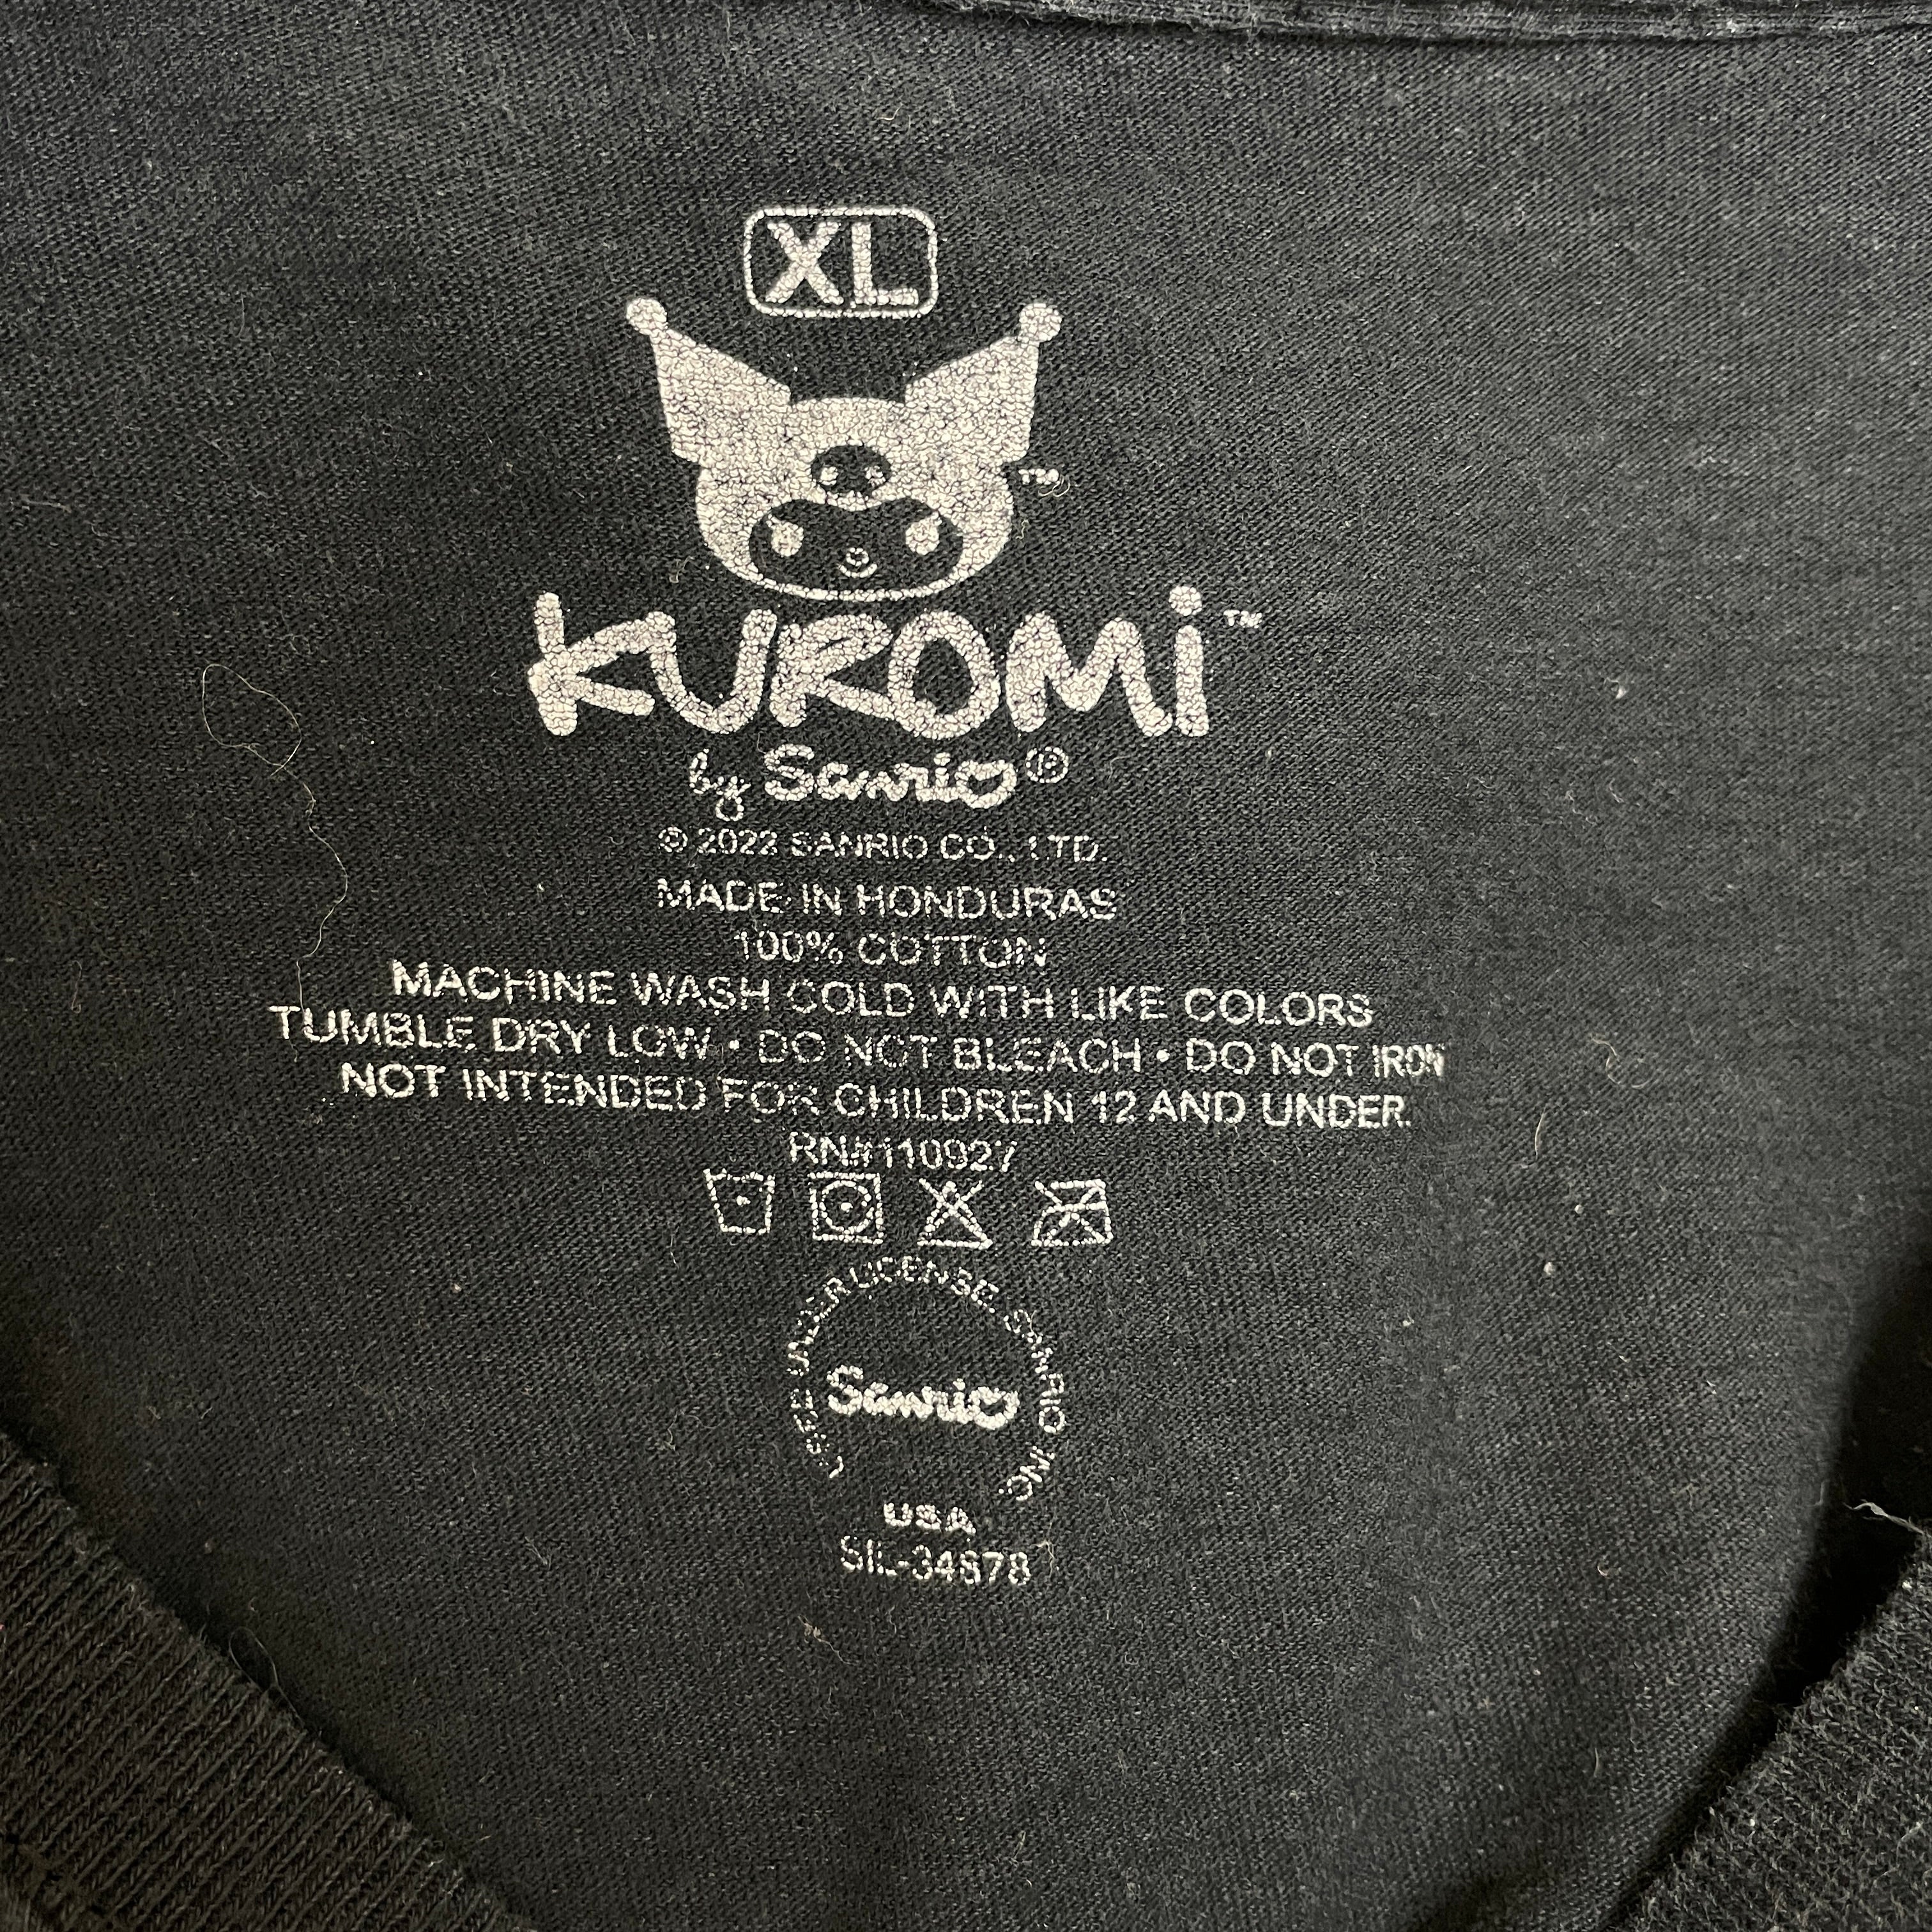 XL
™
KUROMi™
by Sanrio®
© 2022 SANRIO CO., LTD.
MADE IN HONDURAS
100% COTTON
MACHINE WASH COLD WITH LIKE COLORS
TUMBLE DRY LOW • DO NOT BLEACH • DO NOT IRON
NOT INTENDED FOR CHILDREN 12 AND UNDER.
RN#110927
USED UNDER LICENSE. SANRIO INC.
Sanrio
USA